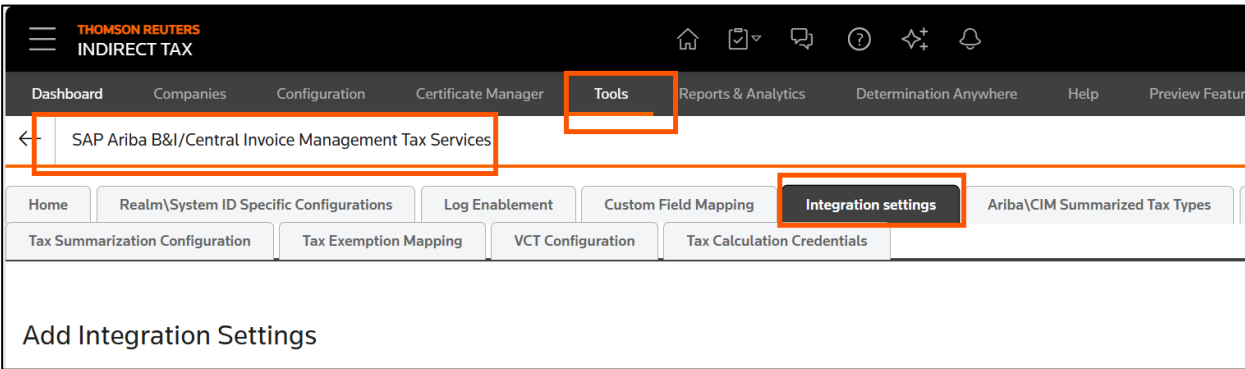 THOMSON REUTERS
INDIRECT TAX
Dashboard Companies Configuration Certificate Manager Tools Reports & Analytics Determination Anywhere Help Preview Featur
SAP Ariba B&I/Central Invoice Management Tax Services
Home Realm\System ID Specific Configurations Log Enablement Custom Field Mapping Integration settings Ariba\CIM Summarized Tax Types
Tax Summarization Configuration Tax Exemption Mapping VCT Configuration Tax Calculation Credentials
Add Integration Settings